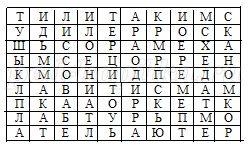 Т И Л И Т А К И М С
У Д И Л Е Р Р О С К
Ш Ь С О Р А М Е Х А
Ы М С Е Ц О Р Р Е Н
К М О Н И Д П Е Д О
Л А В И Т И С М А М
П К А А О Р К Е Т К
Л А Б Т У Р Ь П М О
А Т Е Л Ь А Ю Т Е Р